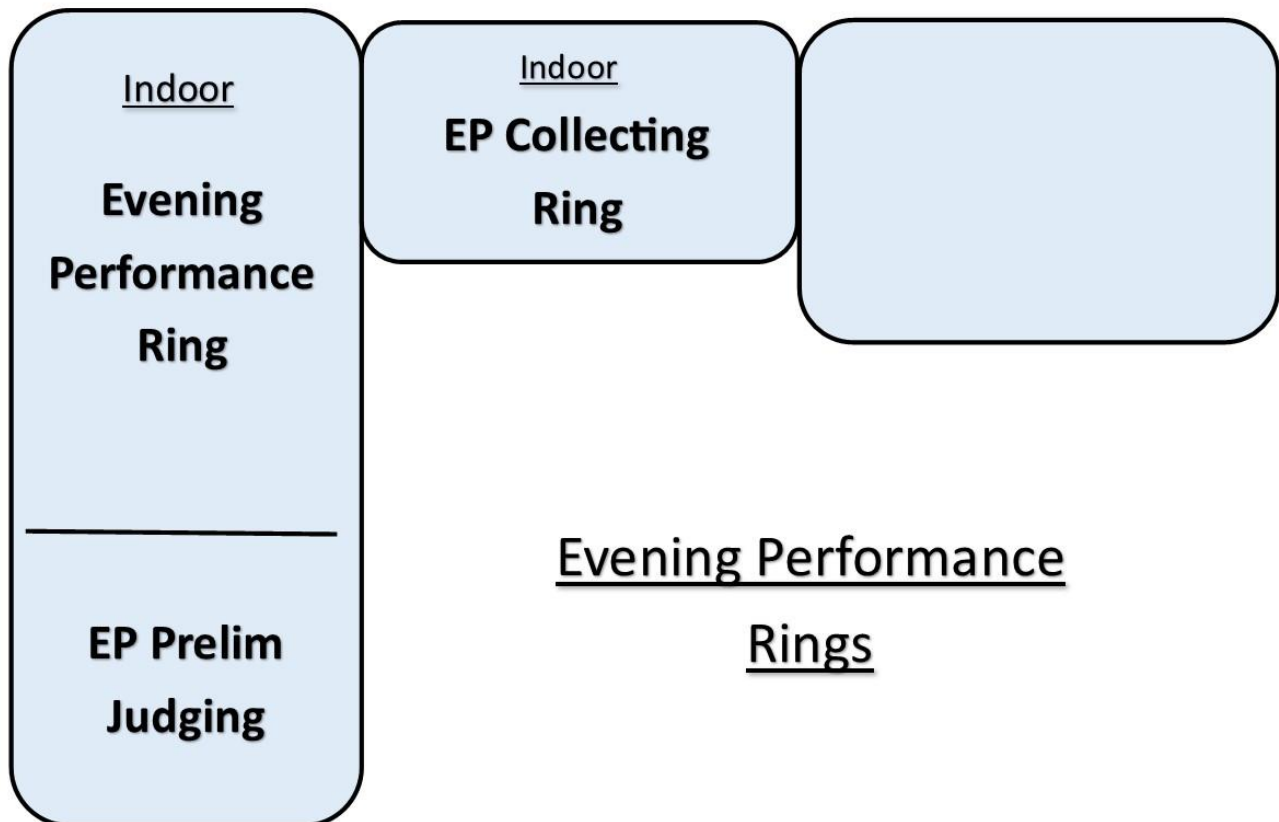 Indoor
Evening
Performance
Ring
EP Prelim
Judging
Indoor
EP Collecting
Ring
Evening Performance
Rings